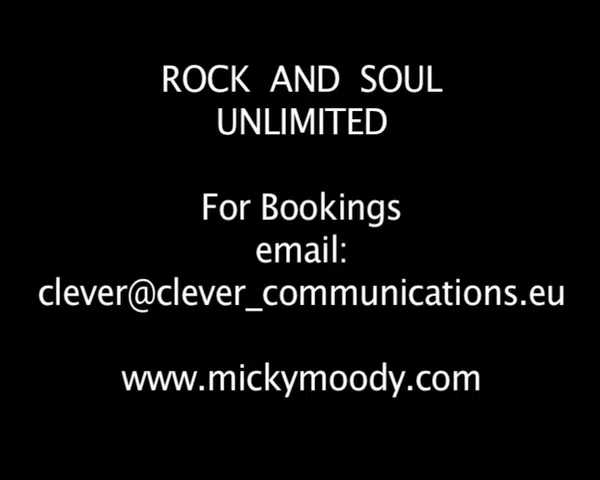 ROCK AND SOUL
UNLIMITED
For Bookings
email:
clever@clever_communications.eu
www.mickymoody.com